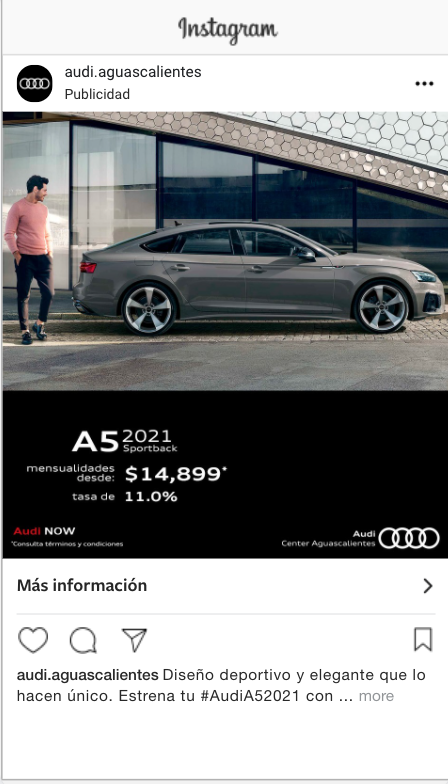 Instagram
audi.aguascalientes
Publicidad
A5 2021
Sportback
mensualidades
desde: $14,899*
tasa de 11.0%
Audi NOW
*Consulta términos y condiciones
Audi
Center Aguascalientes
Más información
audi.aguascalientes Diseño deportivo y elegante que lo
hacen único. Estrena tu #AudiA52021 con ... more